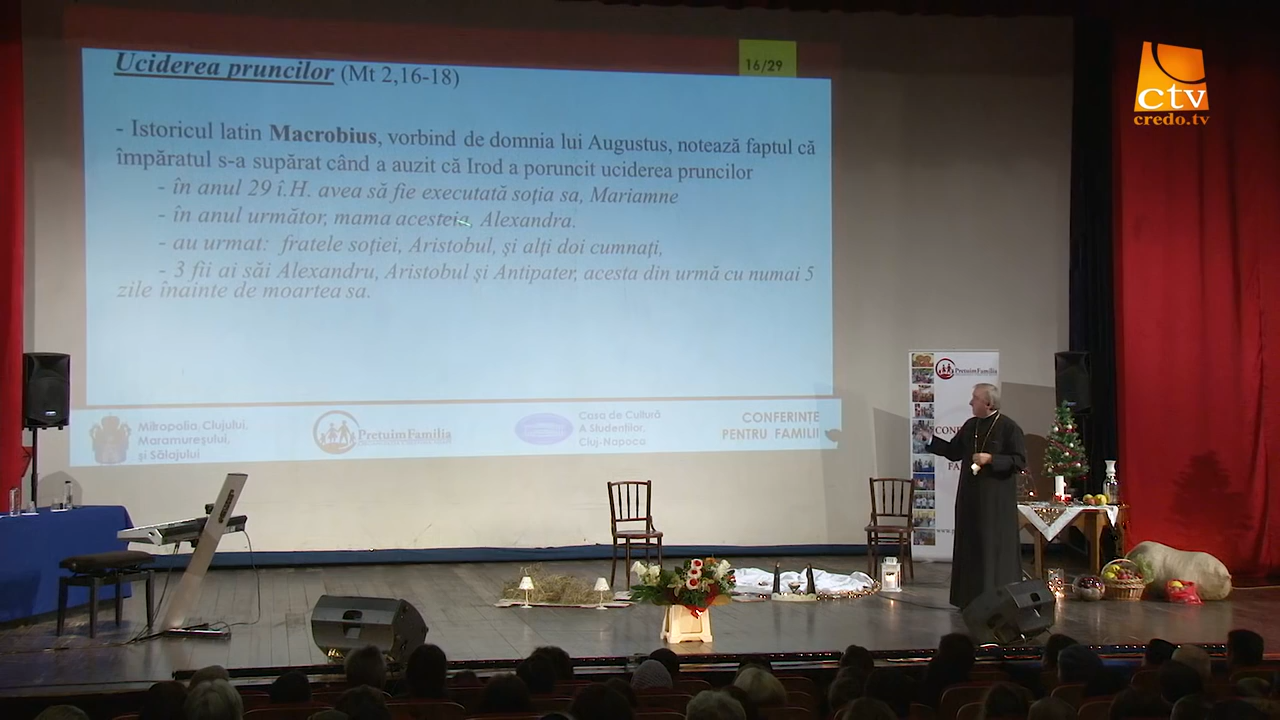 Uciderea pruncilor (Mt 2,16-18)
16/29
- Istoricul latin Macrobius, vorbind de domnia lui Augustus, notează faptul că
împăratul s-a supărat când a auzit că Irod a poruncit uciderea pruncilor
- în anul 29 î.H. avea să fie executată soția sa, Mariamne
- în anul următor, mama acesteia, Alexandra.
- au urmat: fratele soției, Aristobul, și alți doi cumnați,
- 3 fii ai săi Alexandru, Aristobul și Antipater, acesta din urmă cu numai 5
zile înainte de moartea sa.
Mitropolia Clujului,
Maramureșului,
și Sălajului
PretuimFamilia
Casa de Cultură
A Studenților,
Cluj-Napoca
CONFERINȚE
PENTRU FAMILII
ctv
credo.tv
PretuimFamilia